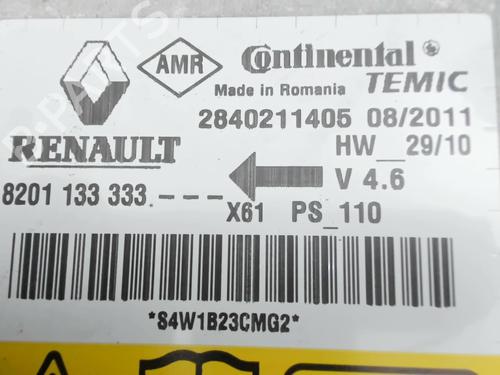 AMR Continental
Made in Romania TEMIC
2840211405 08/2011
RENAULT HW__29/10
8201 133 333.---- V 4.6
X61 PS_110
*S4W1B23CMG2*